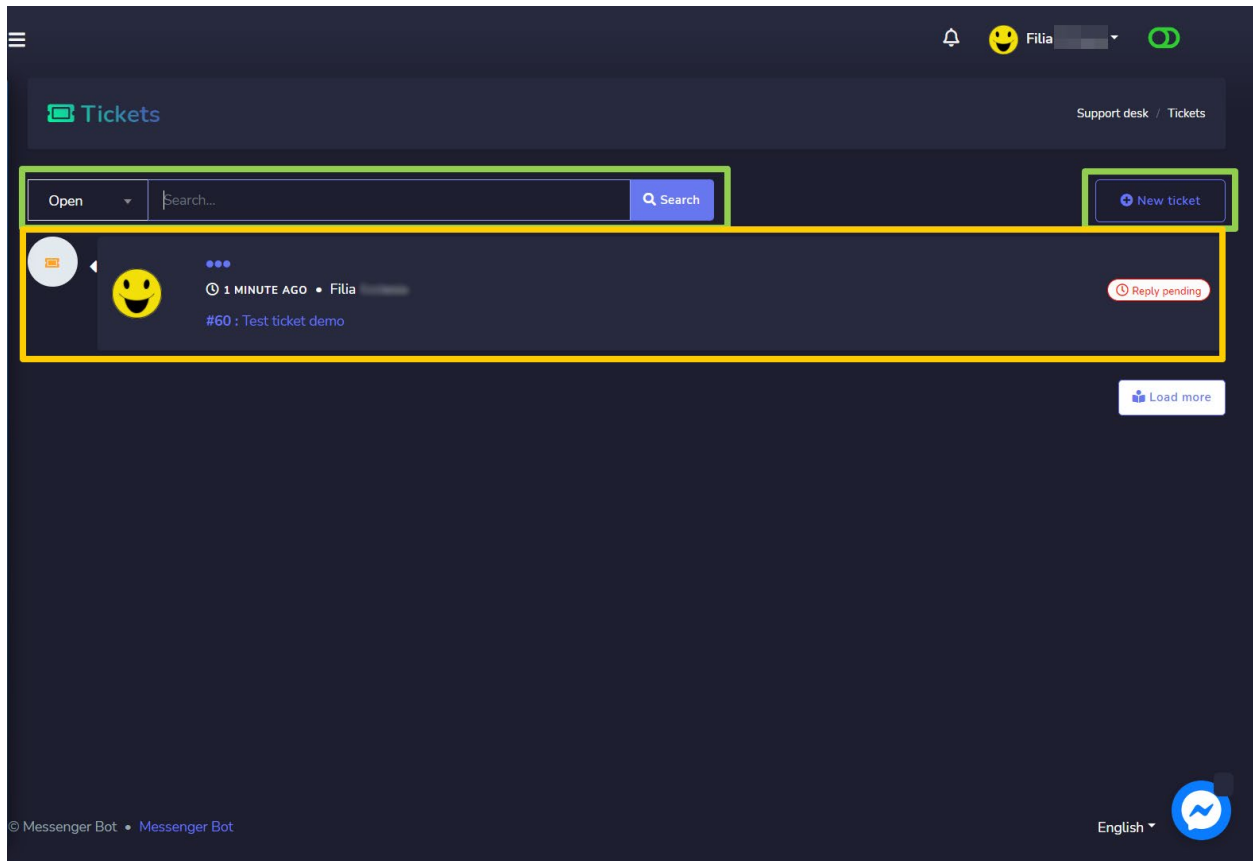 Filia
Tickets
Support desk / Tickets
Open
Search...
Search
New ticket
•••
1 MINUTE AGO • Filia
Reply pending
#60 : Test ticket demo
Load more
© Messenger Bot • Messenger Bot
English